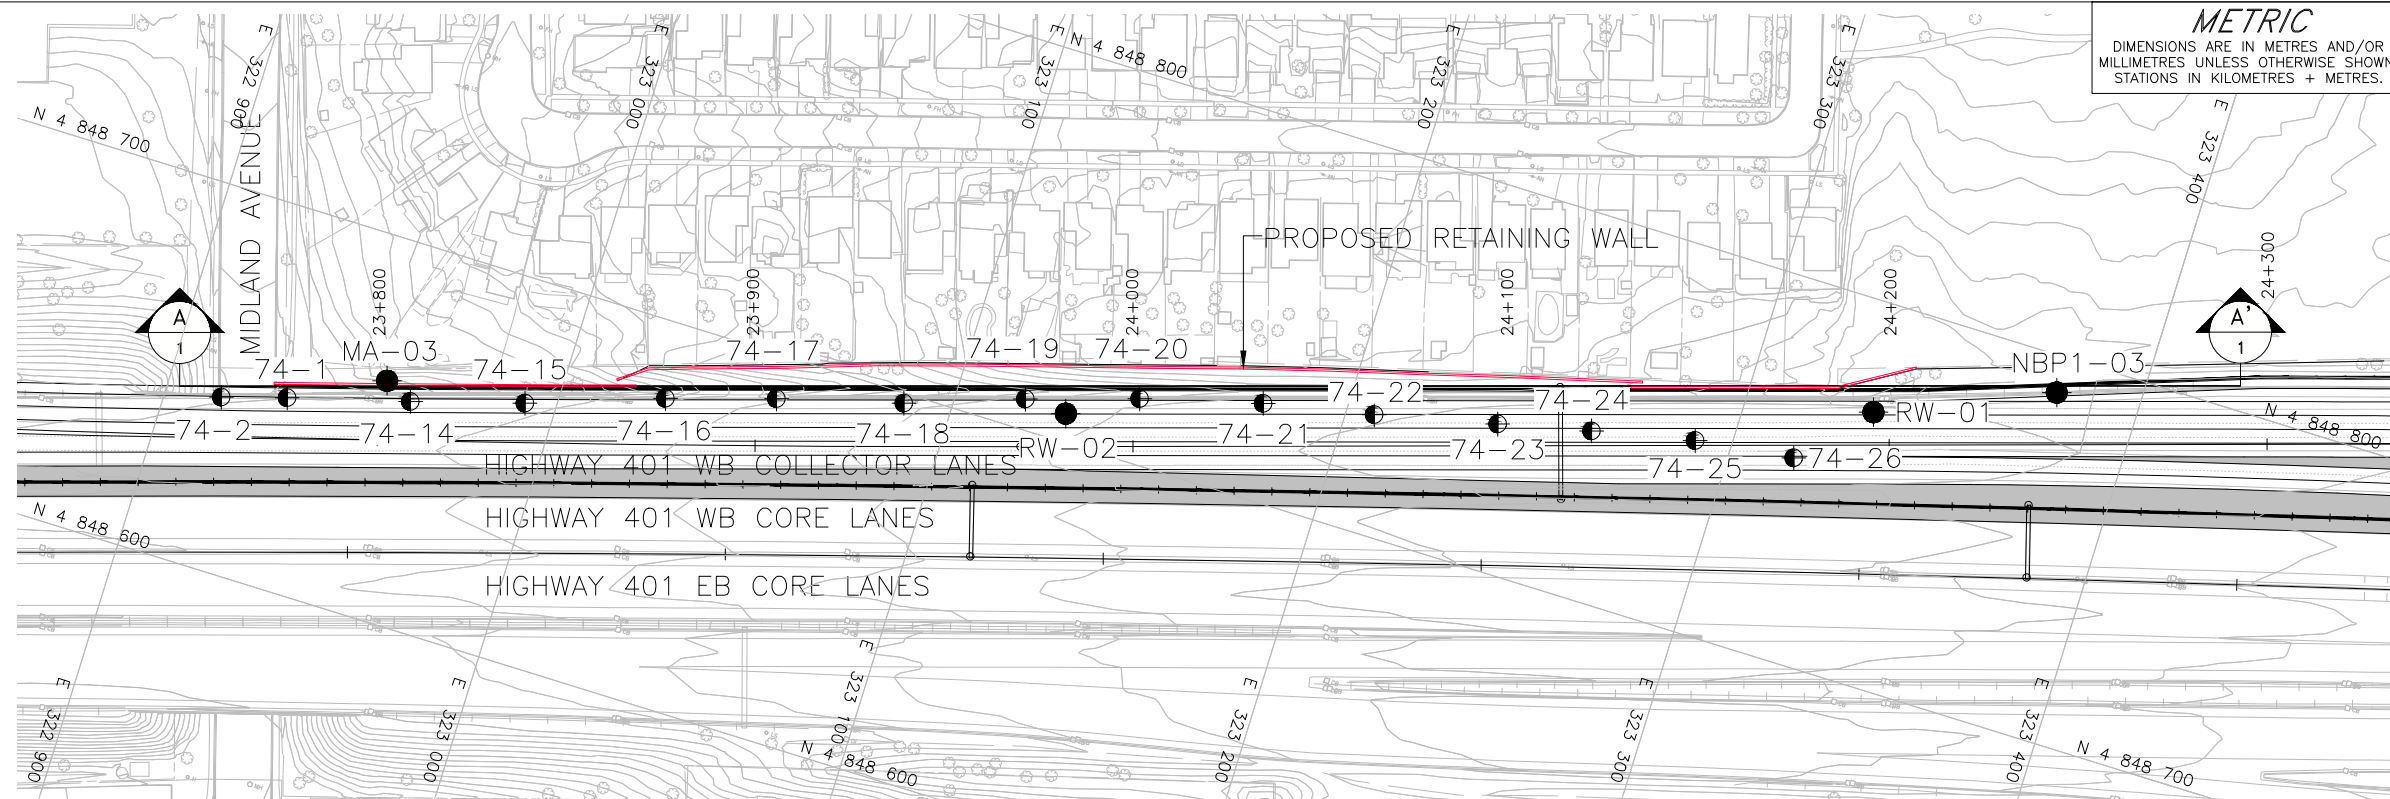 METRIC
DIMENSIONS ARE IN METRES AND/OR
MILLIMETRES UNLESS OTHERWISE SHOWN
STATIONS IN KILOMETRES + METRES.
E 322 900
E 323 000
E 323 100
N 4 848 800
E 323 200
E 323 300
E 323 400
N 4 848 700
MIDLAND AVENUE
PROPOSED RETAINING WALL
23+800
23+900
24+000
24+100
24+200
24+300
A
1
A'
1
74-1
MA-03
74-15
74-17
74-19
74-20
74-22
74-24
NBP1-03
RW-01
74-2
74-14
74-16
74-18
RW-02
74-21
74-23
74-25
74-26
N 4 848 800
HIGHWAY 401 WB COLLECTOR LANES
HIGHWAY 401 WB CORE LANES
N 4 848 600
HIGHWAY 401 EB CORE LANES
E 322 900
E 323 000
E 323 100
E 323 200
E 323 300
E 323 400
N 4 848 600
N 4 848 700